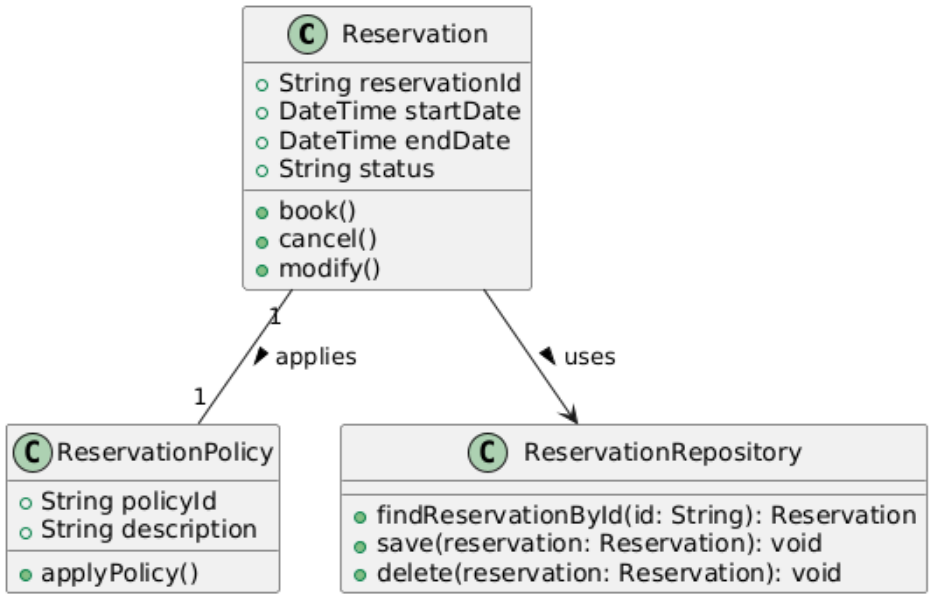 C Reservation
String reservationId
DateTime startDate
DateTime endDate
String status
book()
cancel()
modify()
1
applies
uses
1
C ReservationPolicy
String policyId
String description
applyPolicy()
C ReservationRepository
findReservationById(id: String): Reservation
save(reservation: Reservation): void
delete(reservation: Reservation): void